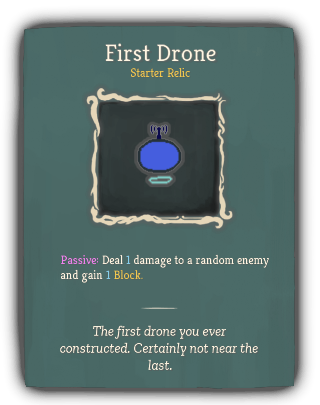 First Drone
Starter Relic
Passive: Deal 1 damage to a random enemy
and gain 1 Block.
The first drone you ever
constructed. Certainly not near the
last.